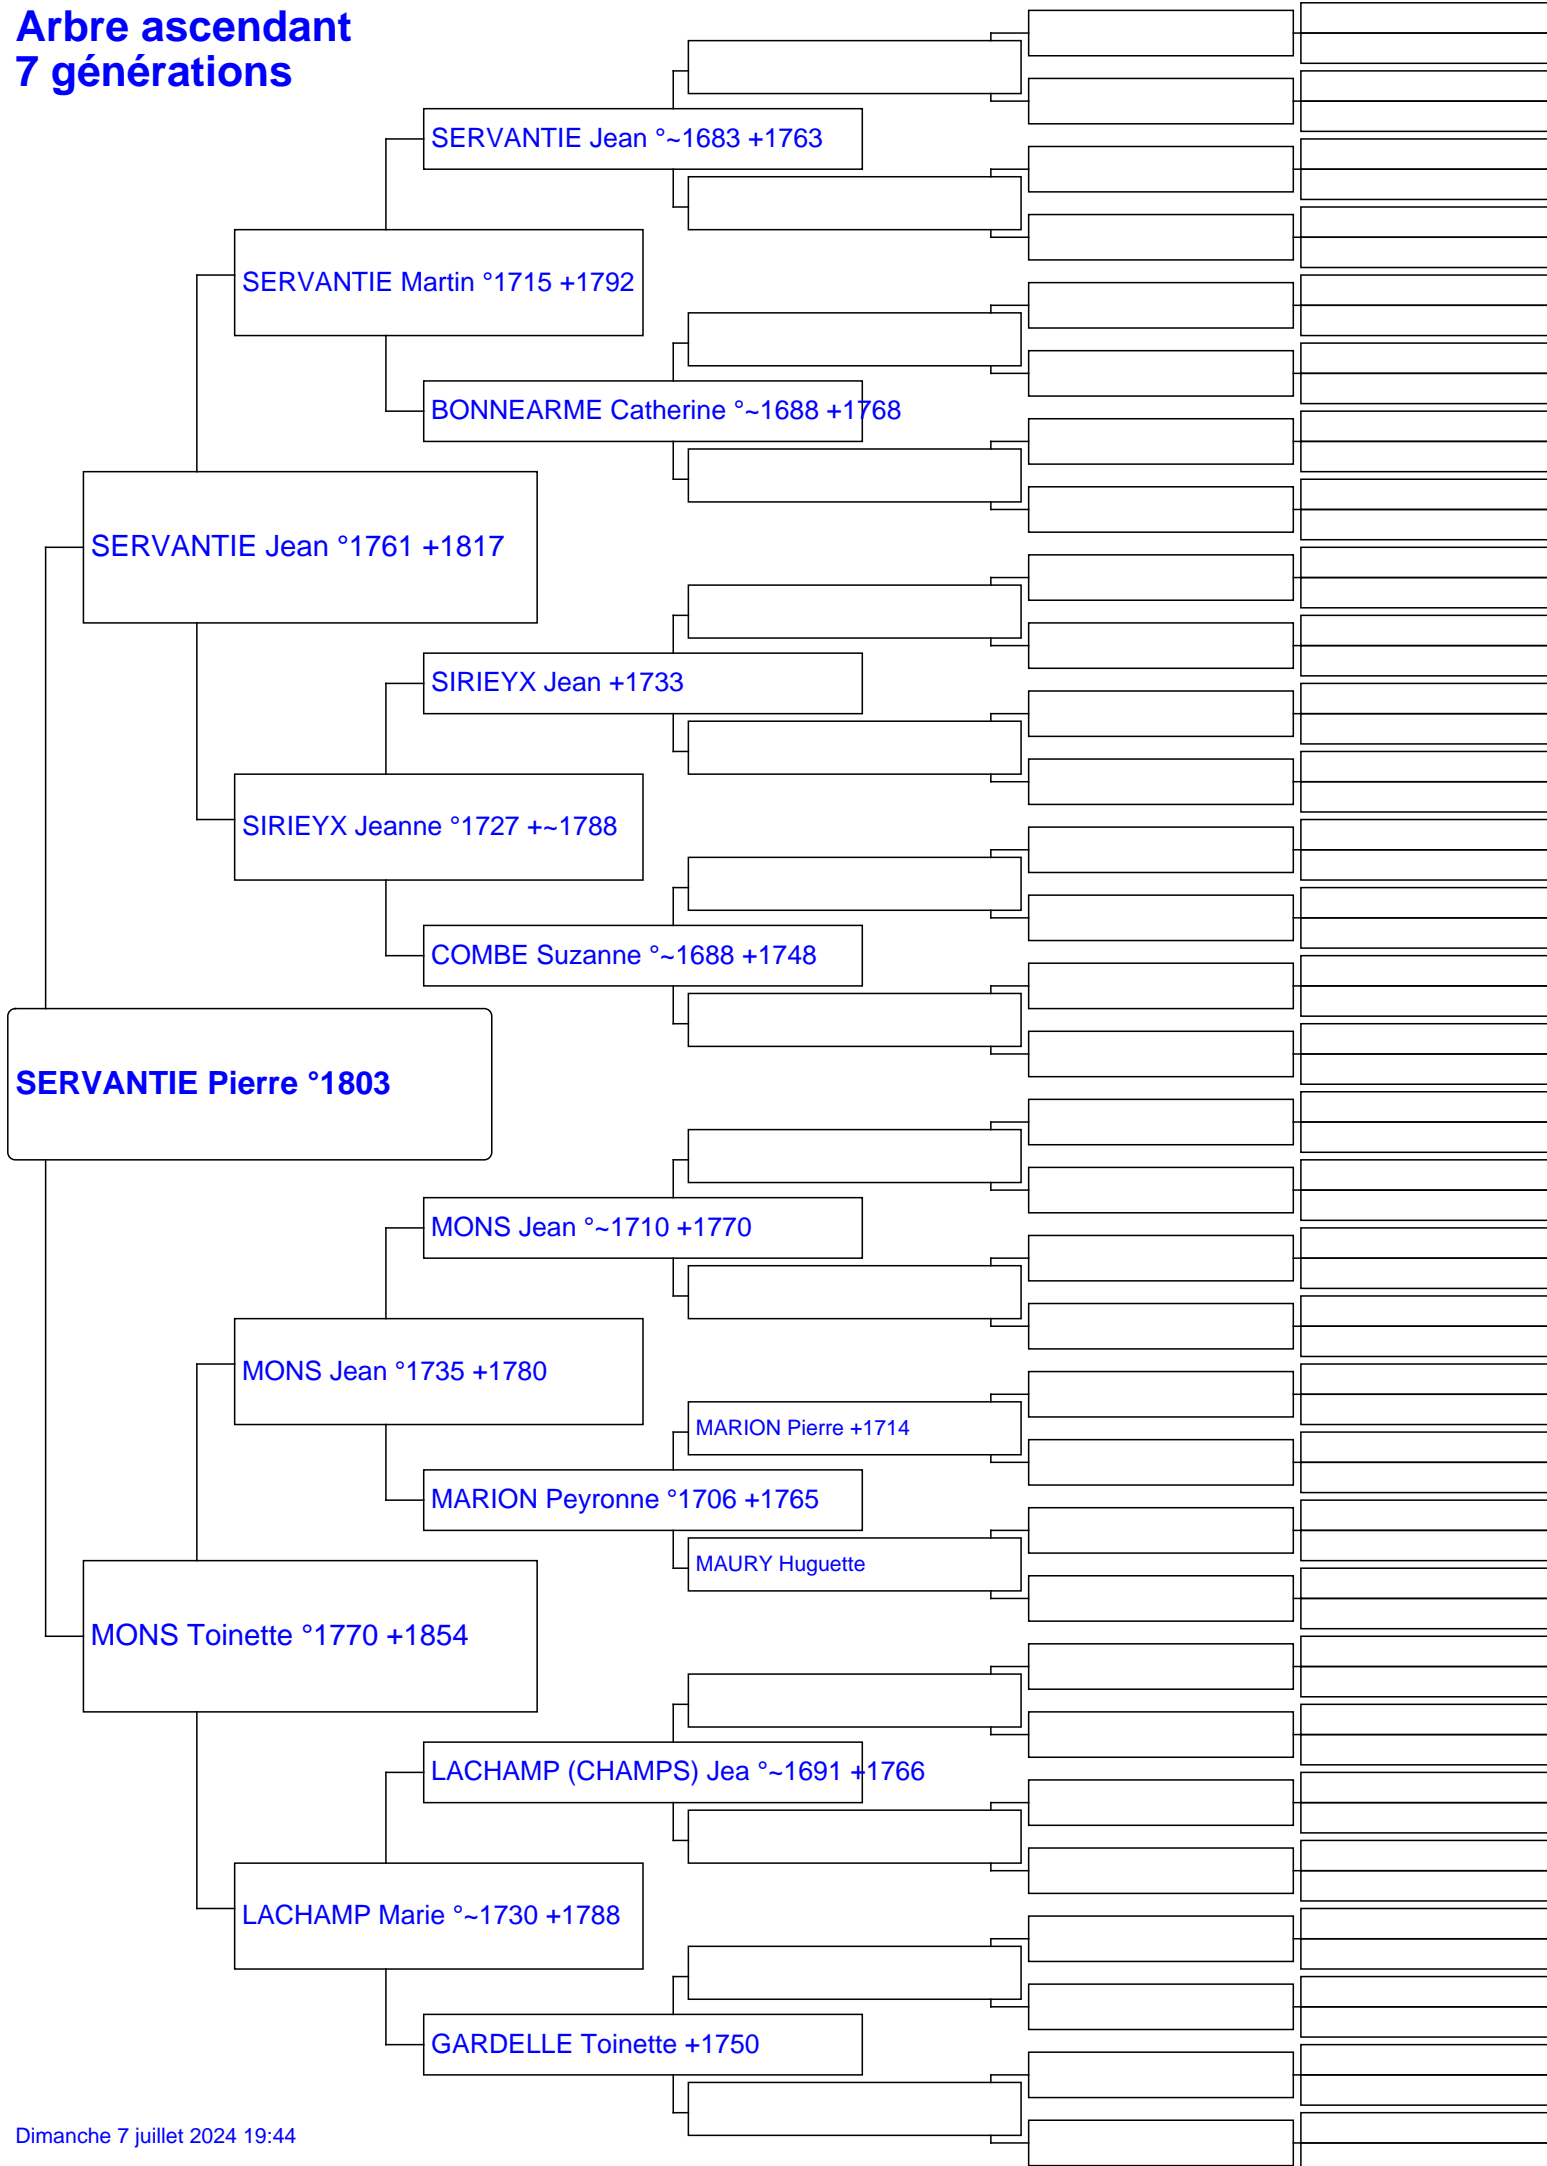 Arbre ascendant
7 générations
SERVANTIE Jean °~1683 +1763
SERVANTIE Martin °1715 +1792
BONNEARME Catherine °~1688 +1768
SERVANTIE Jean °1761 +1817
SIRIEYX Jean +1733
SIRIEYX Jeanne °1727 +~1788
COMBE Suzanne °~1688 +1748
SERVANTIE Pierre °1803
MONS Jean °~1710 +1770
MONS Jean °1735 +1780
MARION Pierre +1714
MARION Peyronne °1706 +1765
MAURY Huguette
MONS Toinette °1770 +1854
LACHAMP (CHAMPS) Jea °~1691 +1766
LACHAMP Marie °~1730 +1788
GARDELLE Toinette +1750
Dimanche 7 juillet 2024 19:44